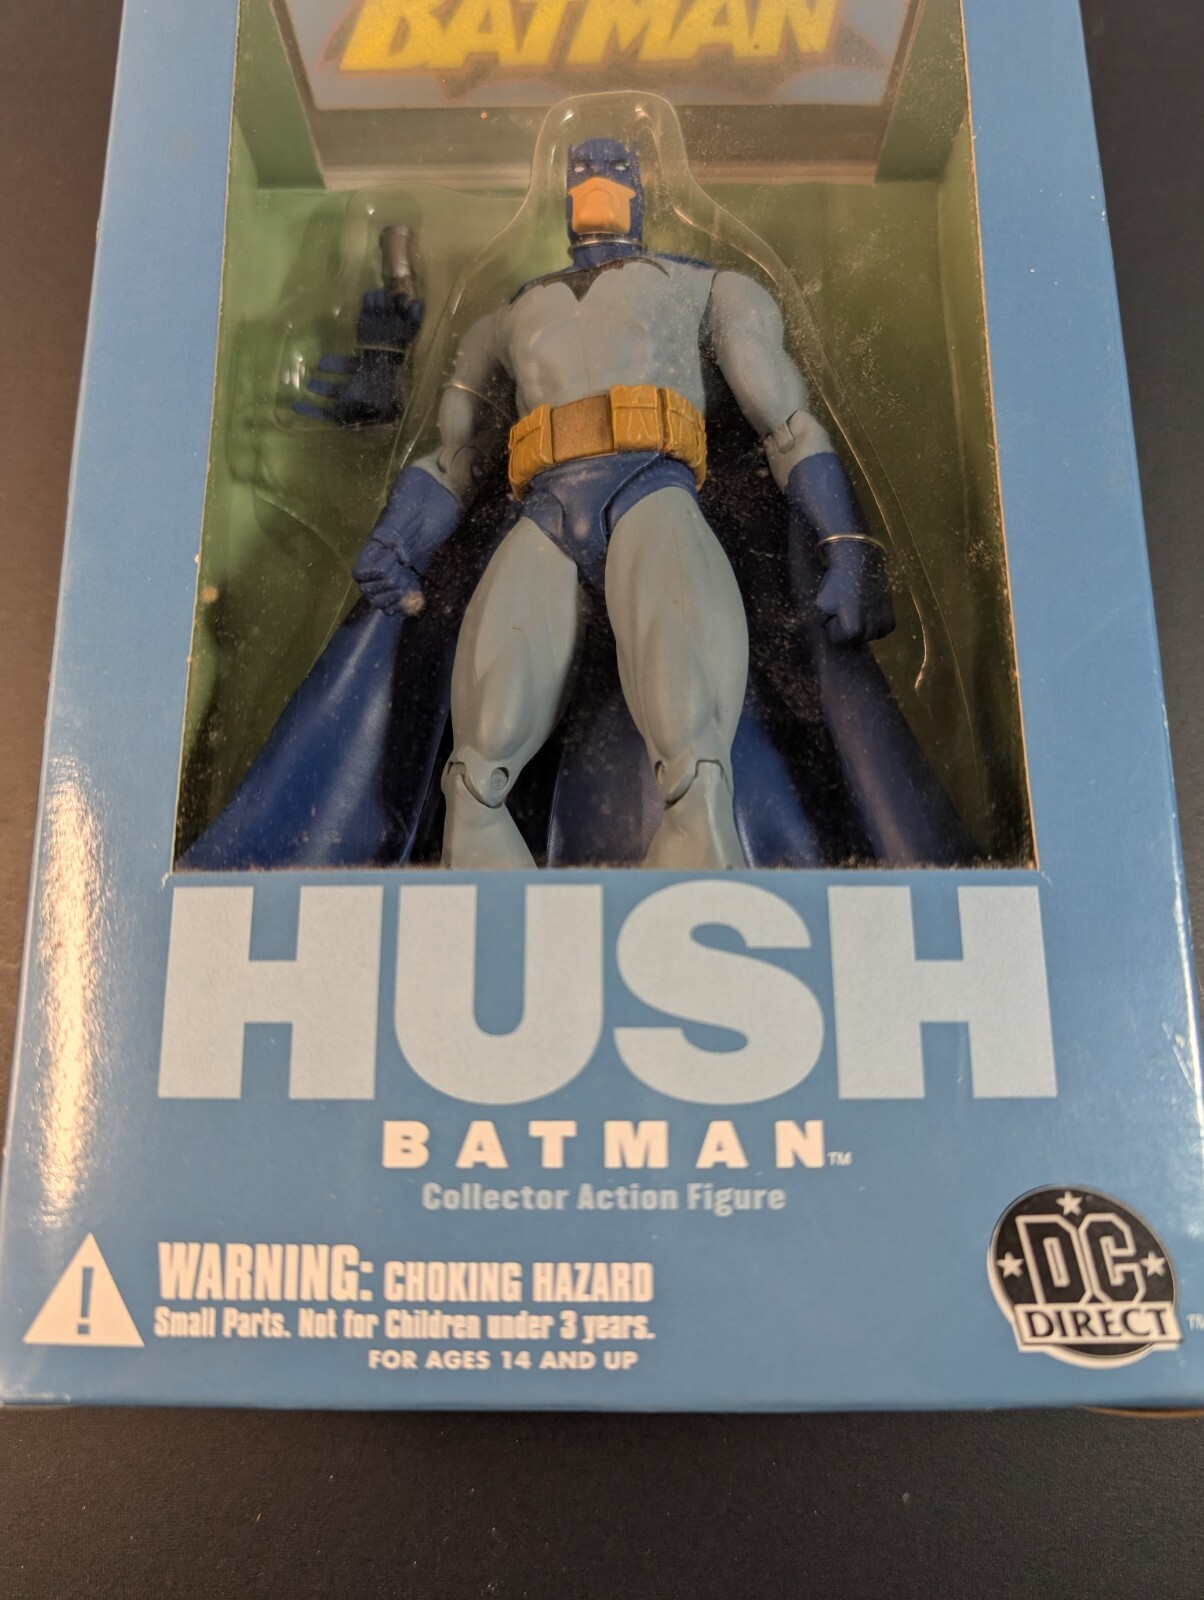 BATMAN
HUSH
BATMAN™
Collector Action Figure
WARNING: CHOKING HAZARD
Small Parts. Not for Children under 3 years.
FOR AGES 14 AND UP
DC
DIRECT™